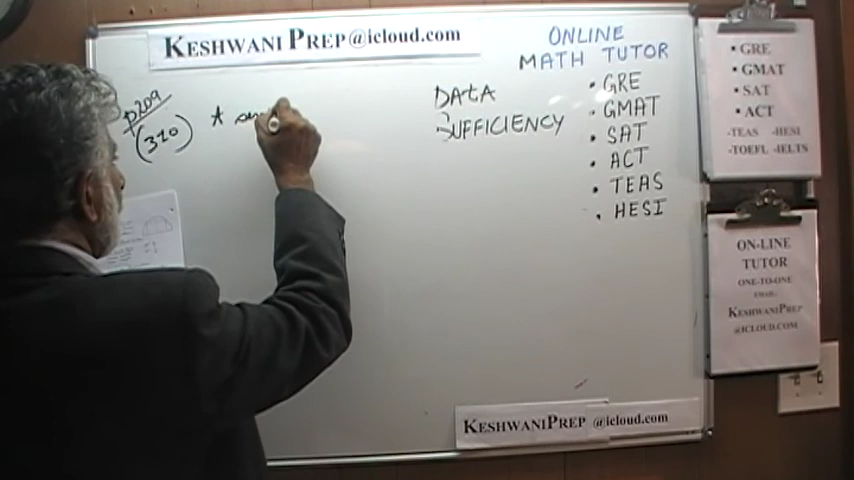 KESHWANI PREP@icloud.com
p209
(320)
A sem
DATA
SUFFICIENCY
ONLINE
MATH TUTOR
• GRE
• GMAT
• SAT
• ACT
• TEAS
• HESI
KESHWANIPREP @icloud.com
• GRE
• GMAT
• SAT
• ACT
-TEAS -HESI
-TOEFL -IELTS
ON-LINE
TUTOR
ONE-TO-ONE
EMAIL:
KESHWANIPREP
@ICLOUD.COM